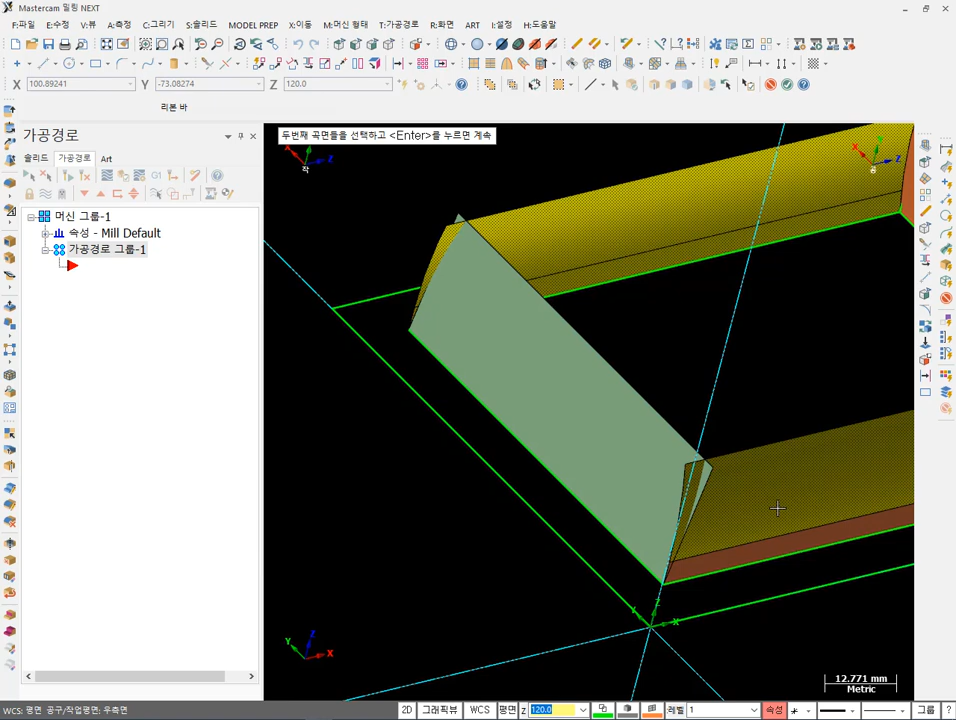 Mastercam 밀링 NEXT
F:파일 E:수정 V:뷰 A:측정 C:그리기 S:솔리드 MODEL PREP X:이동 M:머신 형태 T:가공경로 R:화면 ART I:설정 H:도움말
X 100.89241 Y -73.08274 Z 120.0
리본 바
가공경로
두번째 곡면들을 선택하고 <Enter>를 누르면 계속
솔리드 가공경로 Art
X Z 작
X Y Z 공
G1
머신 그룹-1
속성 - Mill Default
가공경로 그룹-1
Z
Y X
Z
Y X
12.771 mm
Metric
WCS: 평면 공구/작업평면: 우측면 2D 그래픽뷰 WCS 평면 Z 120.0 레벨 1 속성 그룹 ?